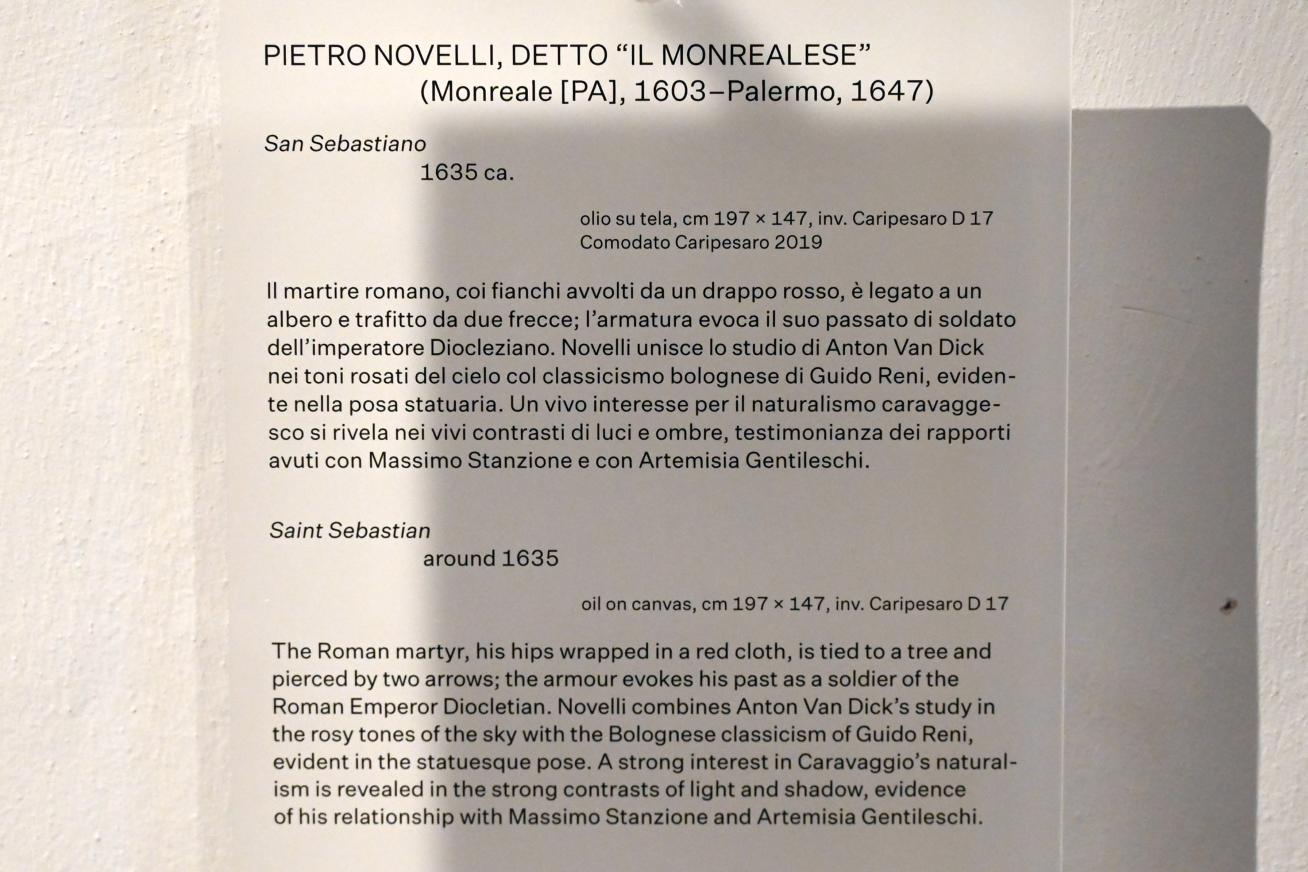 PIETRO NOVELLI, DETTO “IL MONREALESE”
(Monreale [PA], 1603–Palermo, 1647)
San Sebastiano
1635 ca.
olio su tela, cm 197 × 147, inv. Caripesaro D 17
Comodato Caripesaro 2019
Il martire romano, coi fianchi avvolti da un drappo rosso, è legato a un
albero e trafitto da due frecce; l’armatura evoca il suo passato di soldato
dell’imperatore Diocleziano. Novelli unisce lo studio di Anton Van Dick
nei toni rosati del cielo col classicismo bolognese di Guido Reni, eviden-
te nella posa statuaria. Un vivo interesse per il naturalismo caravagge-
sco si rivela nei vivi contrasti di luci e ombre, testimonianza dei rapporti
avuti con Massimo Stanzione e con Artemisia Gentileschi.
Saint Sebastian
around 1635
oil on canvas, cm 197 × 147, inv. Caripesaro D 17
The Roman martyr, his hips wrapped in a red cloth, is tied to a tree and
pierced by two arrows; the armour evokes his past as a soldier of the
Roman Emperor Diocletian. Novelli combines Anton Van Dick’s study in
the rosy tones of the sky with the Bolognese classicism of Guido Reni,
evident in the statuesque pose. A strong interest in Caravaggio’s natural-
ism is revealed in the strong contrasts of light and shadow, evidence
of his relationship with Massimo Stanzione and Artemisia Gentileschi.